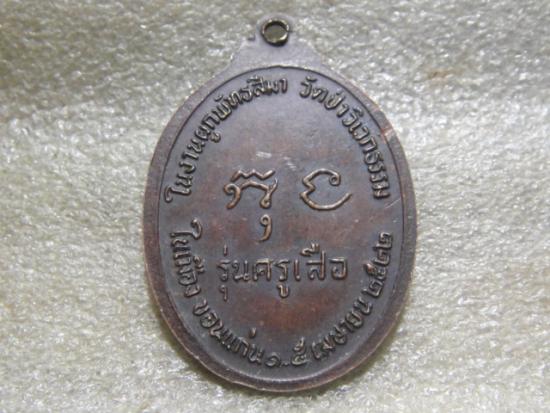 ในงานผูกพัทธสีมา วัดป่าวิเวกธรรม
รุ่นครูเสือ
ในเมือง ขอนแก่น ๑-๕ เมษายน ๒๕๒๒